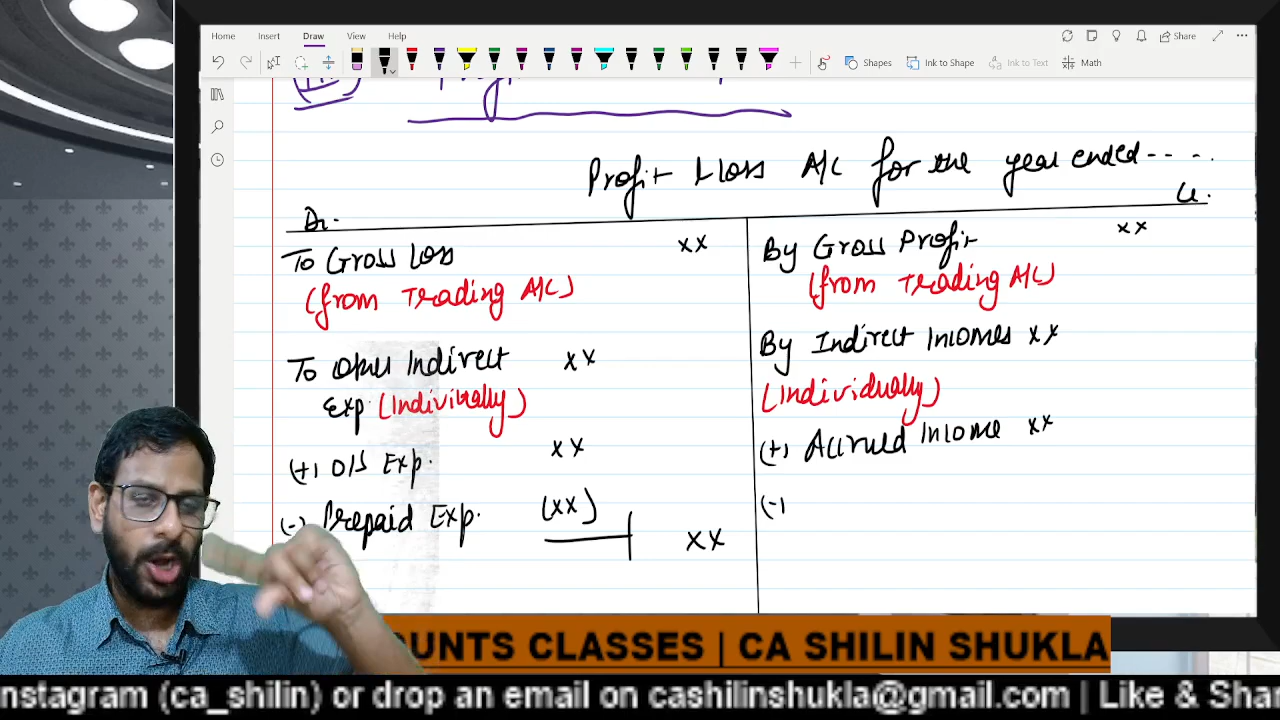 Home Insert Draw View Help
Share
Shapes Ink to Shape Ink to Text Math
Profit & Loss A/C for the year ended -- - ..
Dr. Cr.
To Gross Loss xx
(from Trading A/C)
To Indirect xx
Exp (Indivirally)
(+) O/S Exp. xx
(-) Prepaid Exp. (xx) xx
By Gross Profit xx
(from Trading A/C)
By Indirect Incomes xx
(Individually)
(+) Accrued Income xx
(-)
OUNTS CLASSES | CA SHILIN SHUKLA
nstagram (ca_shilin) or drop an email on cashilinshukla@gmail.com | Like & Shar